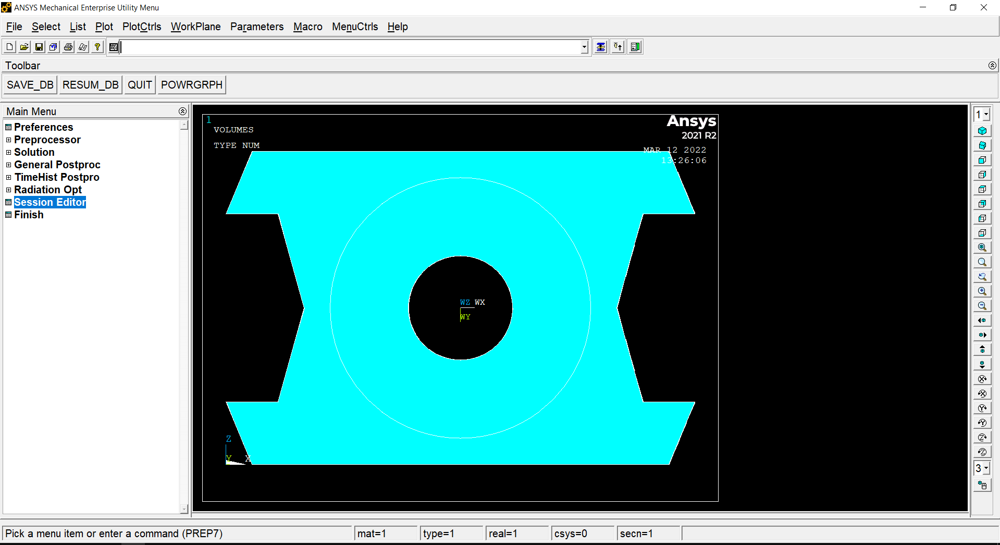 ANSYS Mechanical Enterprise Utility Menu
File Select List Plot PlotCtrls WorkPlane Parameters Macro MenuCtrls Help
Toolbar
SAVE_DB RESUM_DB QUIT POWRGRPH
Main Menu
Preferences
Preprocessor
Solution
General Postproc
TimeHist Postpro
Radiation Opt
Session Editor
Finish
1
VOLUMES
TYPE NUM
Ansys
2021 R2
MAR 12 2022
13:26:06
WZ WX
WY
Z
Y X
1
3
Pick a menu item or enter a command (PREP7) mat=1 type=1 real=1 csys=0 secn=1